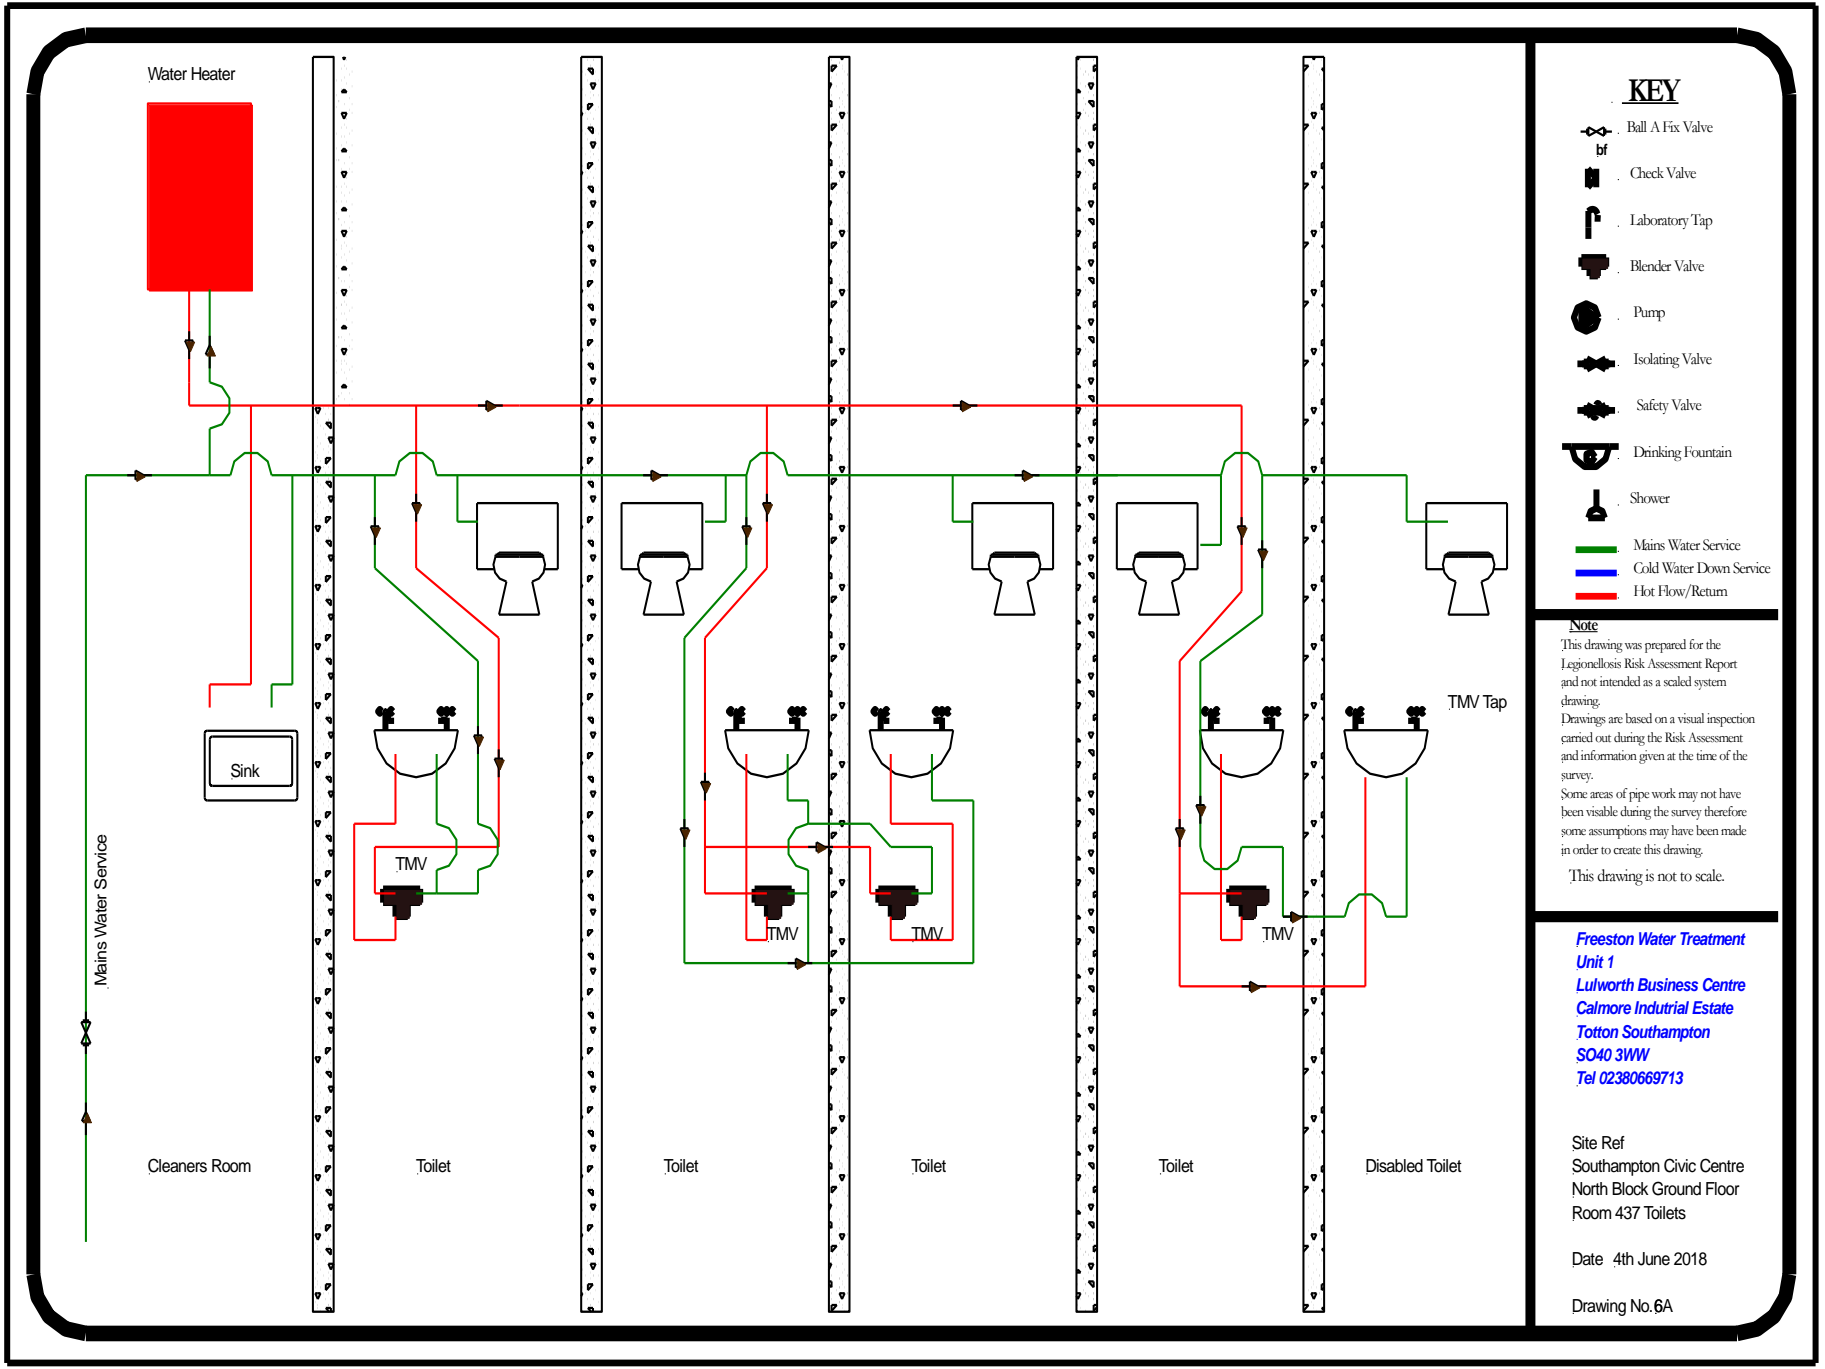 Water Heater
Sink
TMV
TMV
TMV
TMV
TMV Tap
Mains Water Service
Cleaners Room
Toilet
Toilet
Toilet
Toilet
Disabled Toilet
KEY
Ball A Fix Valve
bf
Check Valve
Laboratory Tap
Blender Valve
Pump
Isolating Valve
Safety Valve
Drinking Fountain
Shower
Mains Water Service
Cold Water Down Service
Hot Flow/Return
Note
This drawing was prepared for the
Legionellosis Risk Assessment Report
and not intended as a scaled system
drawing.
Drawings are based on a visual inspection
carried out during the Risk Assessment
and information given at the time of the
survey.
Some areas of pipe work may not have
been visable during the survey therefore
some assumptions may have been made
in order to create this drawing.
This drawing is not to scale.
Freeston Water Treatment
Unit 1
Lulworth Business Centre
Calmore Indutrial Estate
Totton Southampton
SO40 3WW
Tel 02380669713
Site Ref
Southampton Civic Centre
North Block Ground Floor
Room 437 Toilets
Date 4th June 2018
Drawing No.6A